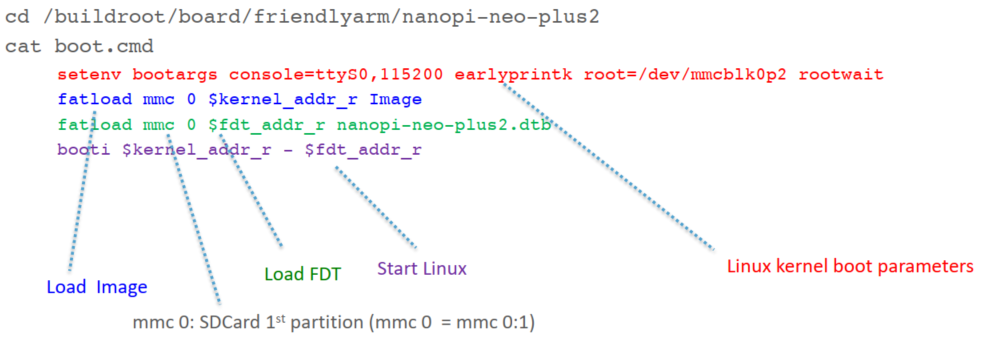 cd /buildroot/board/friendlyarm/nanopi-neo-plus2
cat boot.cmd
setenv bootargs console=ttyS0,115200 earlyprintk root=/dev/mmcblk0p2 rootwait
fatload mmc 0 $kernel_addr_r Image
fatload mmc 0 $fdt_addr_r nanopi-neo-plus2.dtb
booti $kernel_addr_r - $fdt_addr_r
Load Image
Load FDT
Start Linux
Linux kernel boot parameters
mmc 0: SDCard 1st partition (mmc 0 = mmc 0:1)